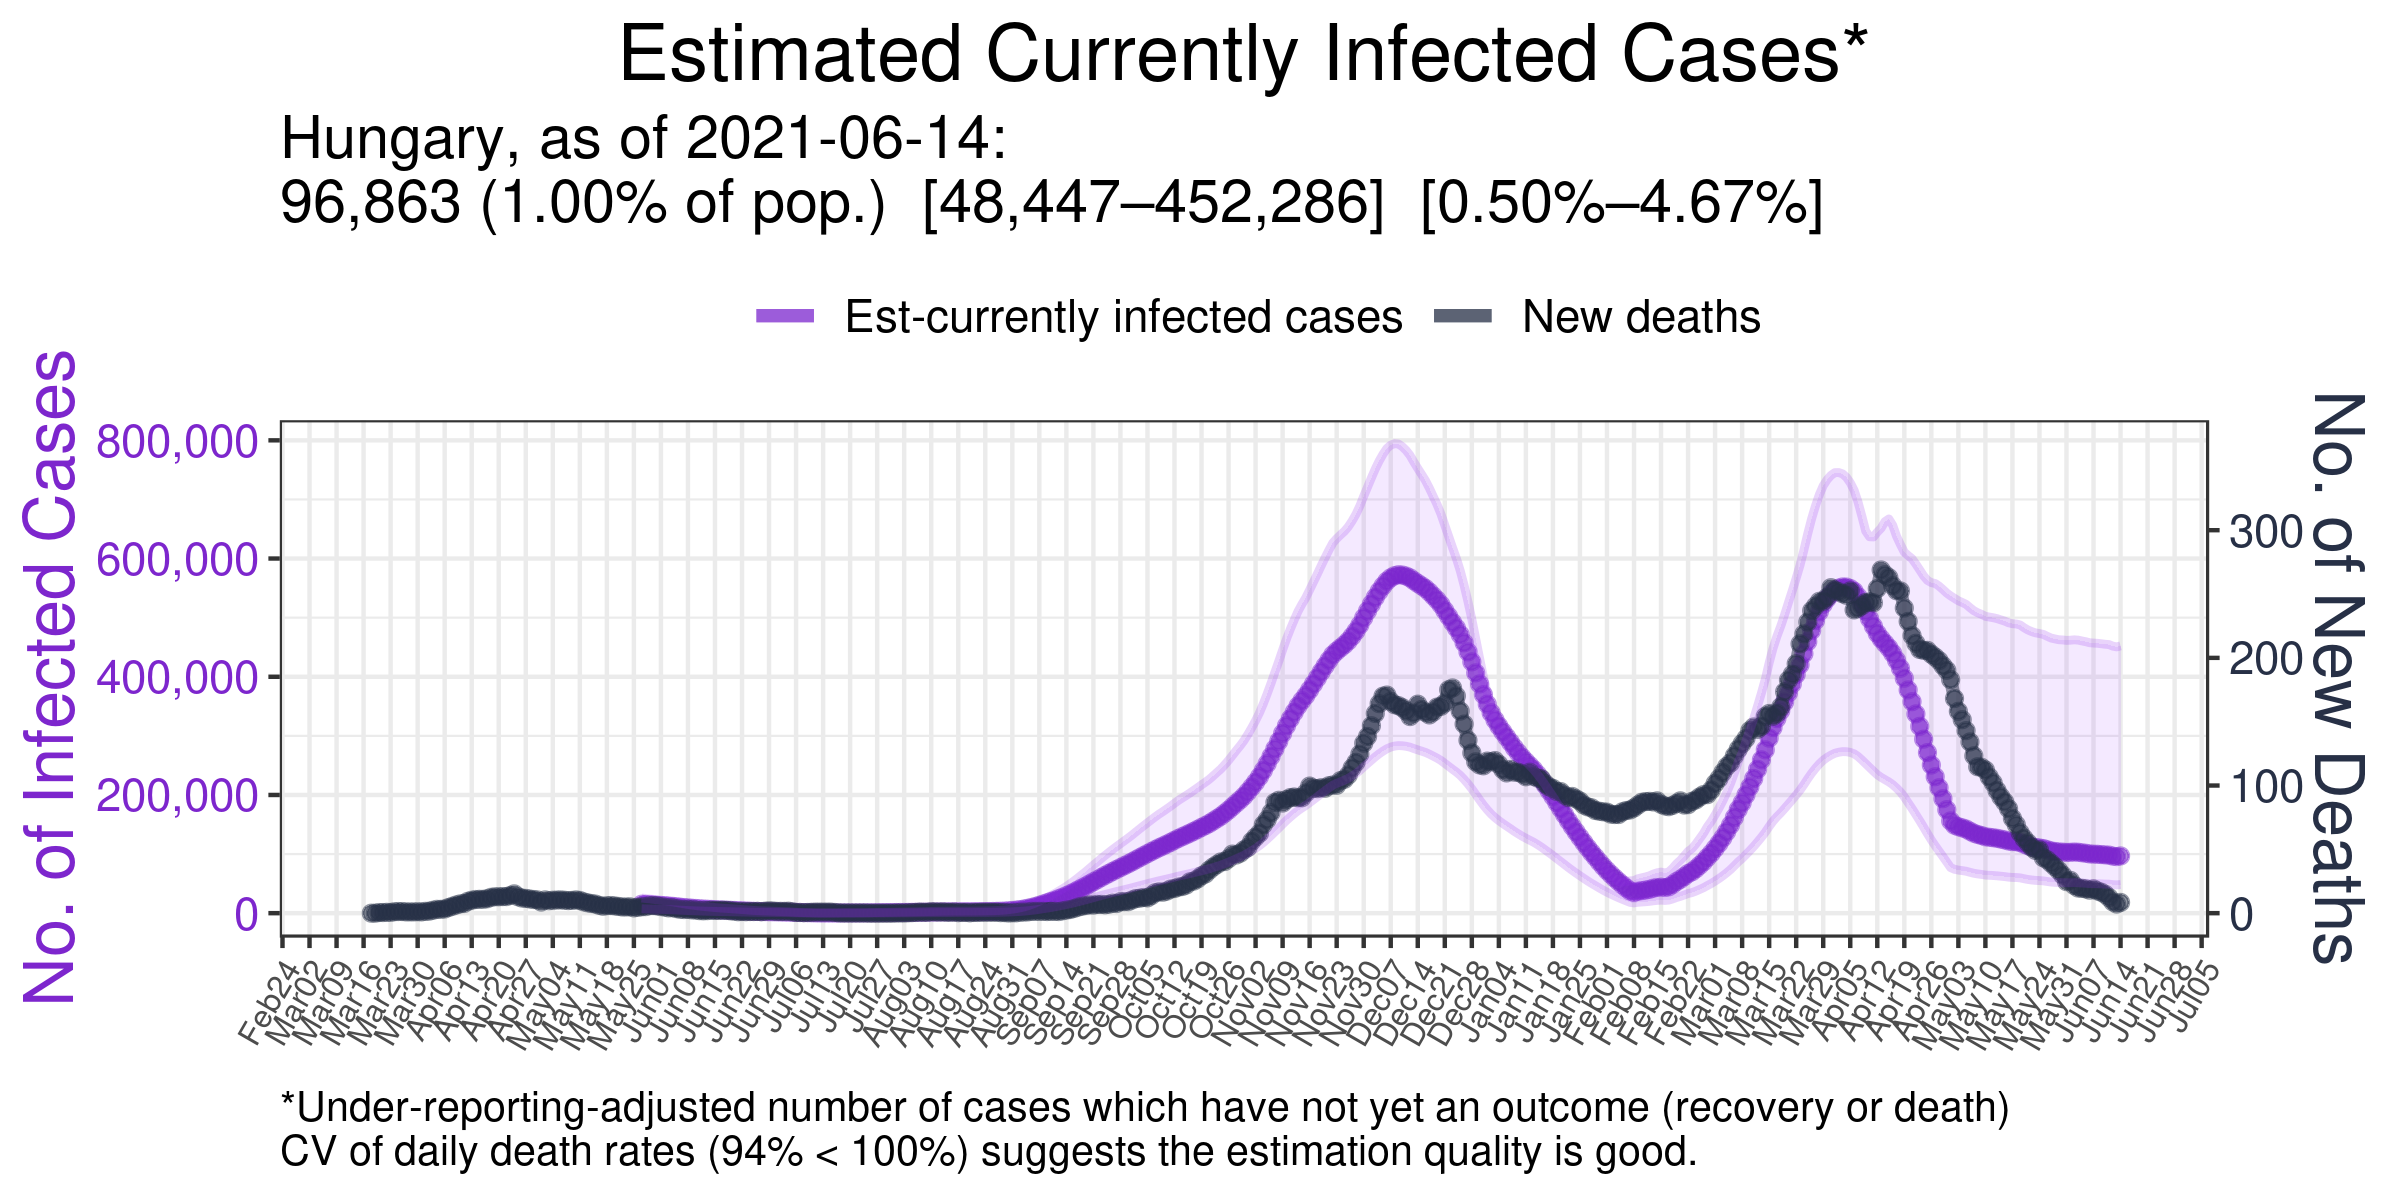 Estimated Currently Infected Cases*
Hungary, as of 2021-06-14:
96,863 (1.00% of pop.) [48,447–452,286] [0.50%–4.67%]
Est-currently infected cases New deaths
No. of Infected Cases
800,000
600,000
400,000
200,000
0
300
200
100
0
No. of New Deaths
Feb24
Mar02
Mar09
Mar16
Mar23
Mar30
Apr06
Apr13
Apr20
Apr27
May04
May11
May18
May25
Jun01
Jun08
Jun15
Jun22
Jun29
Jul06
Jul13
Jul20
Jul27
Aug03
Aug10
Aug17
Aug24
Aug31
Sep07
Sep14
Sep21
Sep28
Oct05
Oct12
Oct19
Oct26
Nov02
Nov09
Nov16
Nov23
Nov30
Dec07
Dec14
Dec21
Dec28
Jan04
Jan11
Jan18
Jan25
Feb01
Feb08
Feb15
Feb22
Mar01
Mar08
Mar15
Mar22
Mar29
Apr05
Apr12
Apr19
Apr26
May03
May10
May17
May24
May31
Jun07
Jun14
Jun21
Jun28
Jul05
*Under-reporting-adjusted number of cases which have not yet an outcome (recovery or death)
CV of daily death rates (94% < 100%) suggests the estimation quality is good.